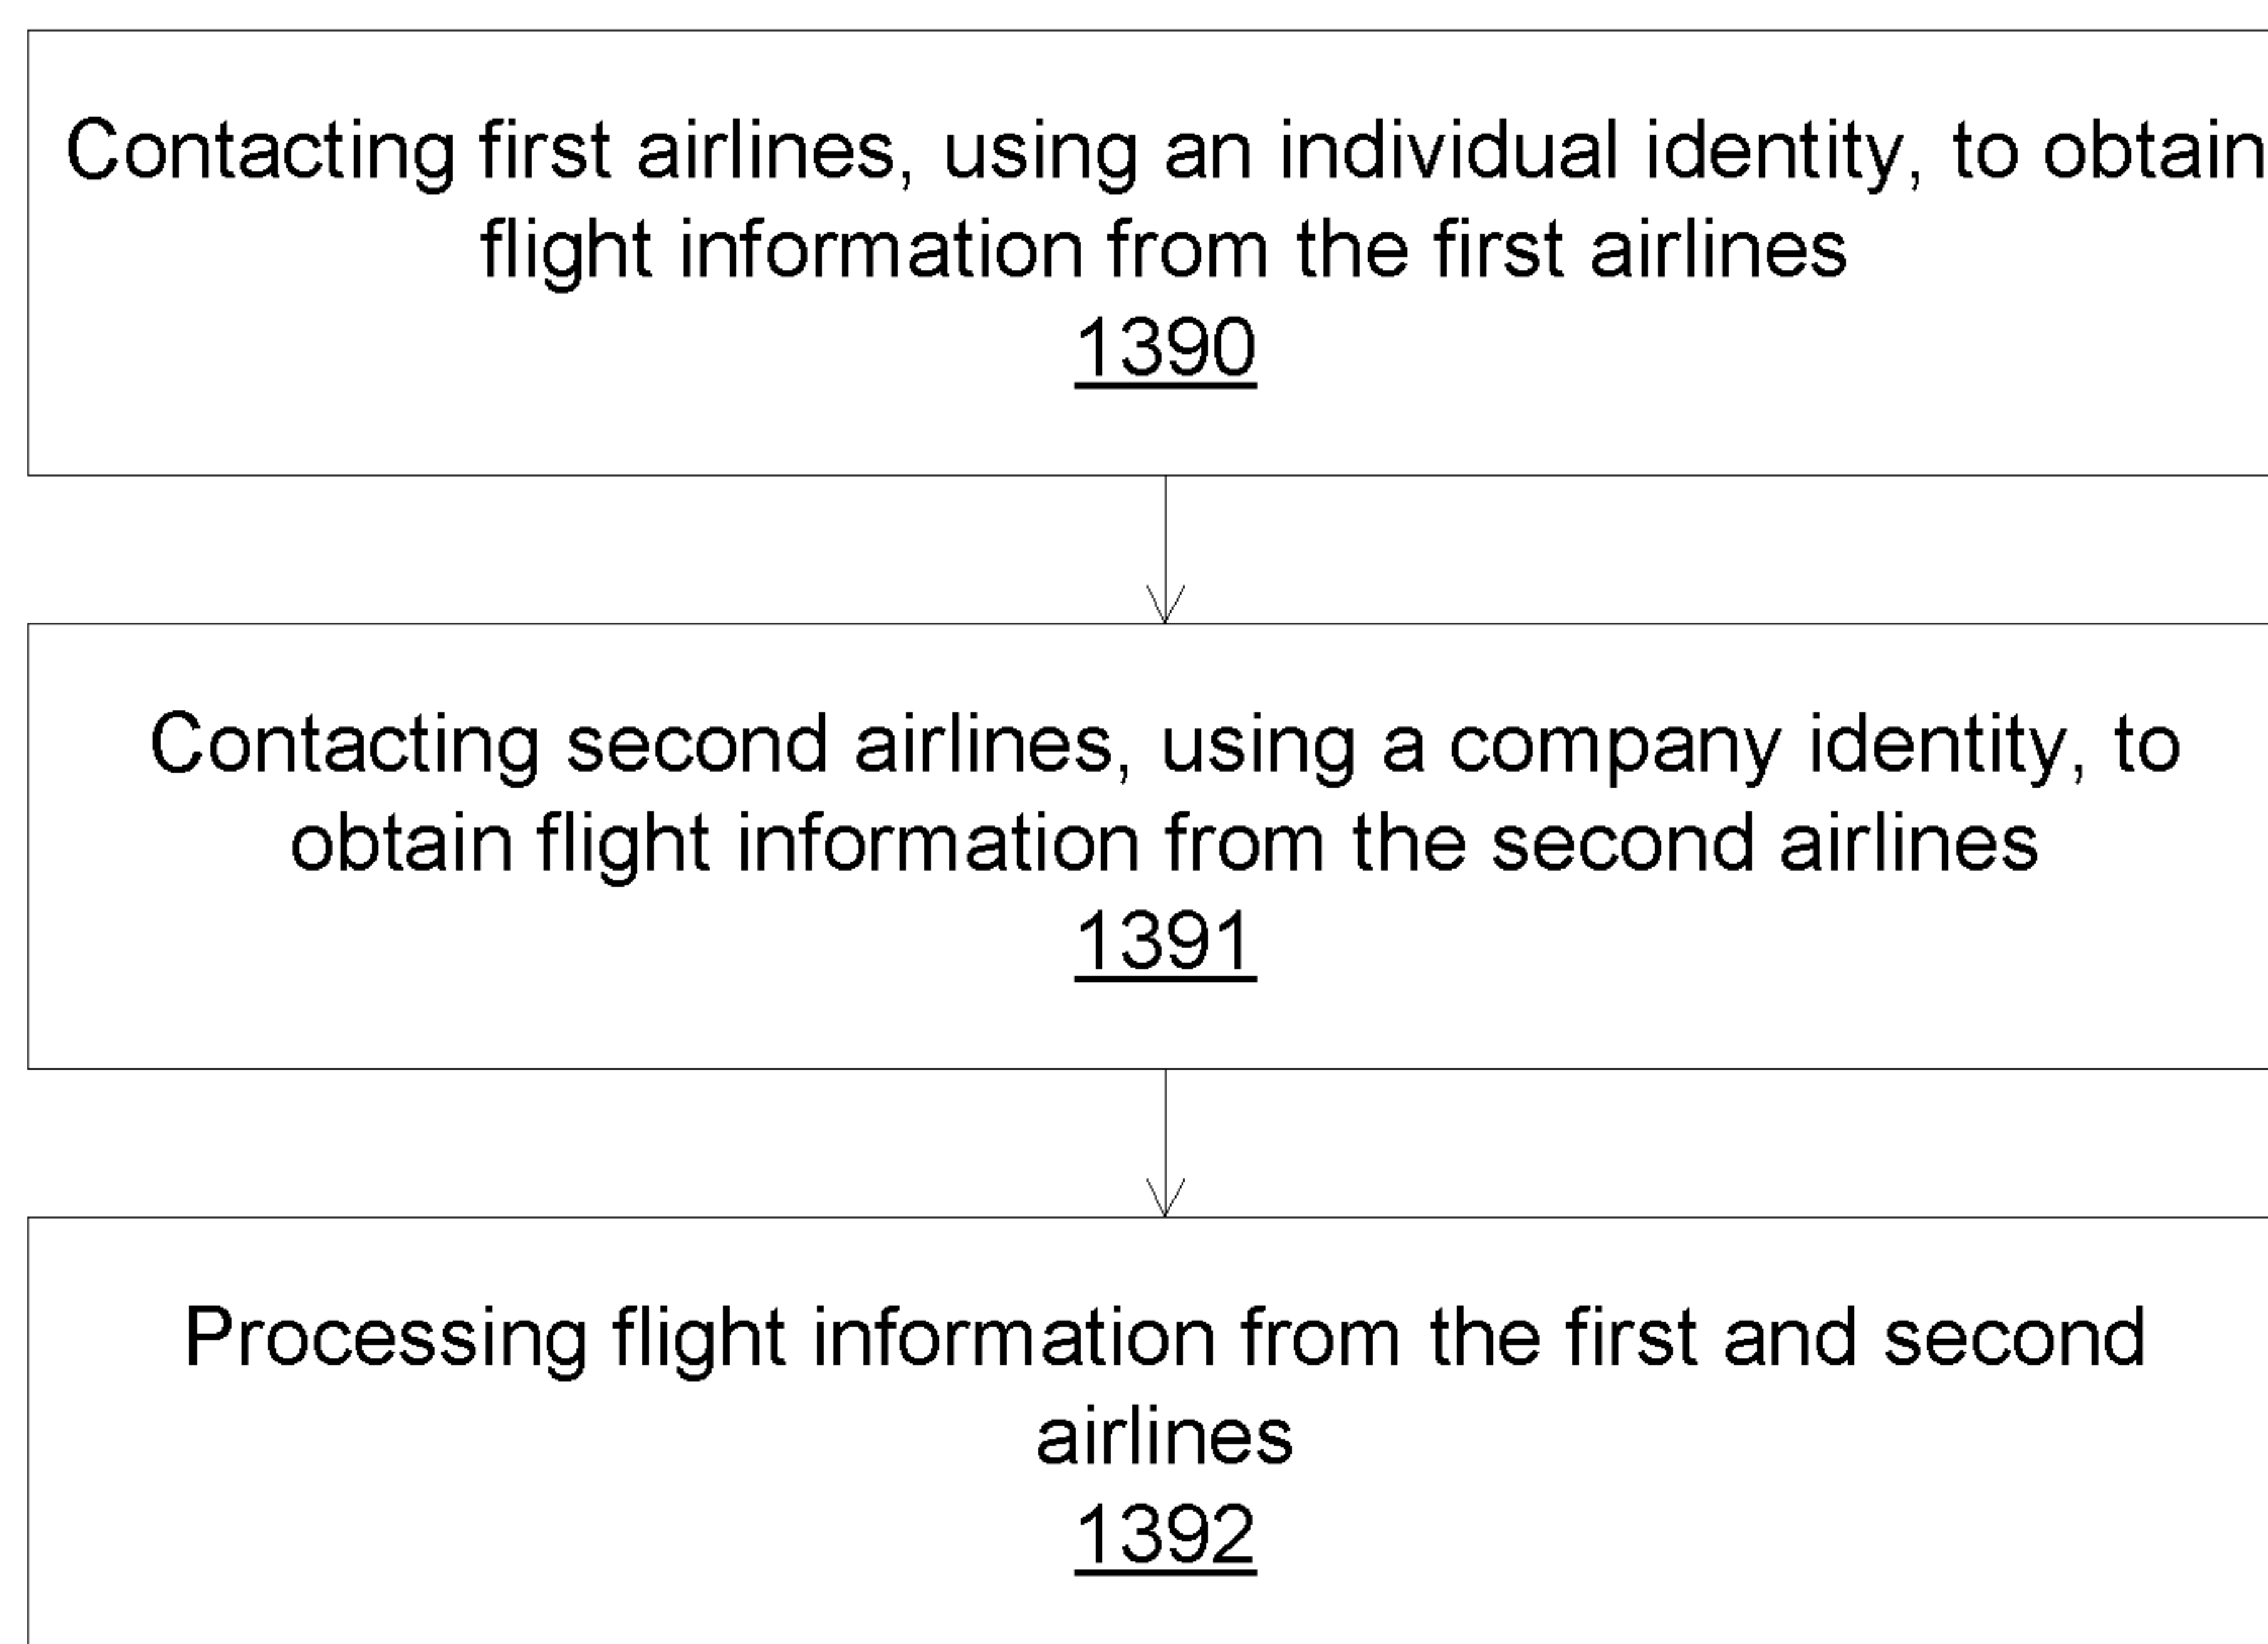 Contacting first airlines, using an individual identity, to obtain
flight information from the first airlines
1390
Contacting second airlines, using a company identity, to
obtain flight information from the second airlines
1391
Processing flight information from the first and second
airlines
1392